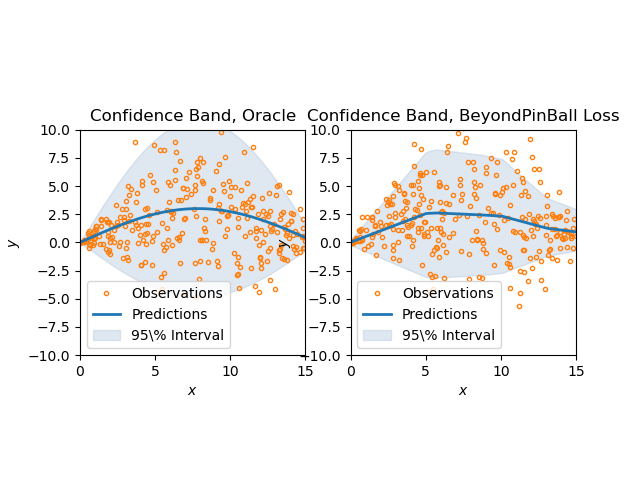 Confidence Band, Oracle
10.0
7.5
5.0
2.5
0.0
−2.5
−5.0
−7.5
−10.0
y
0 5 10 15
x
Observations
Predictions
95\% Interval
Confidence Band, BeyondPinBall Loss
10.0
7.5
5.0
2.5
0.0
−2.5
−5.0
−7.5
−10.0
y
0 5 10 15
x
Observations
Predictions
95\% Interval